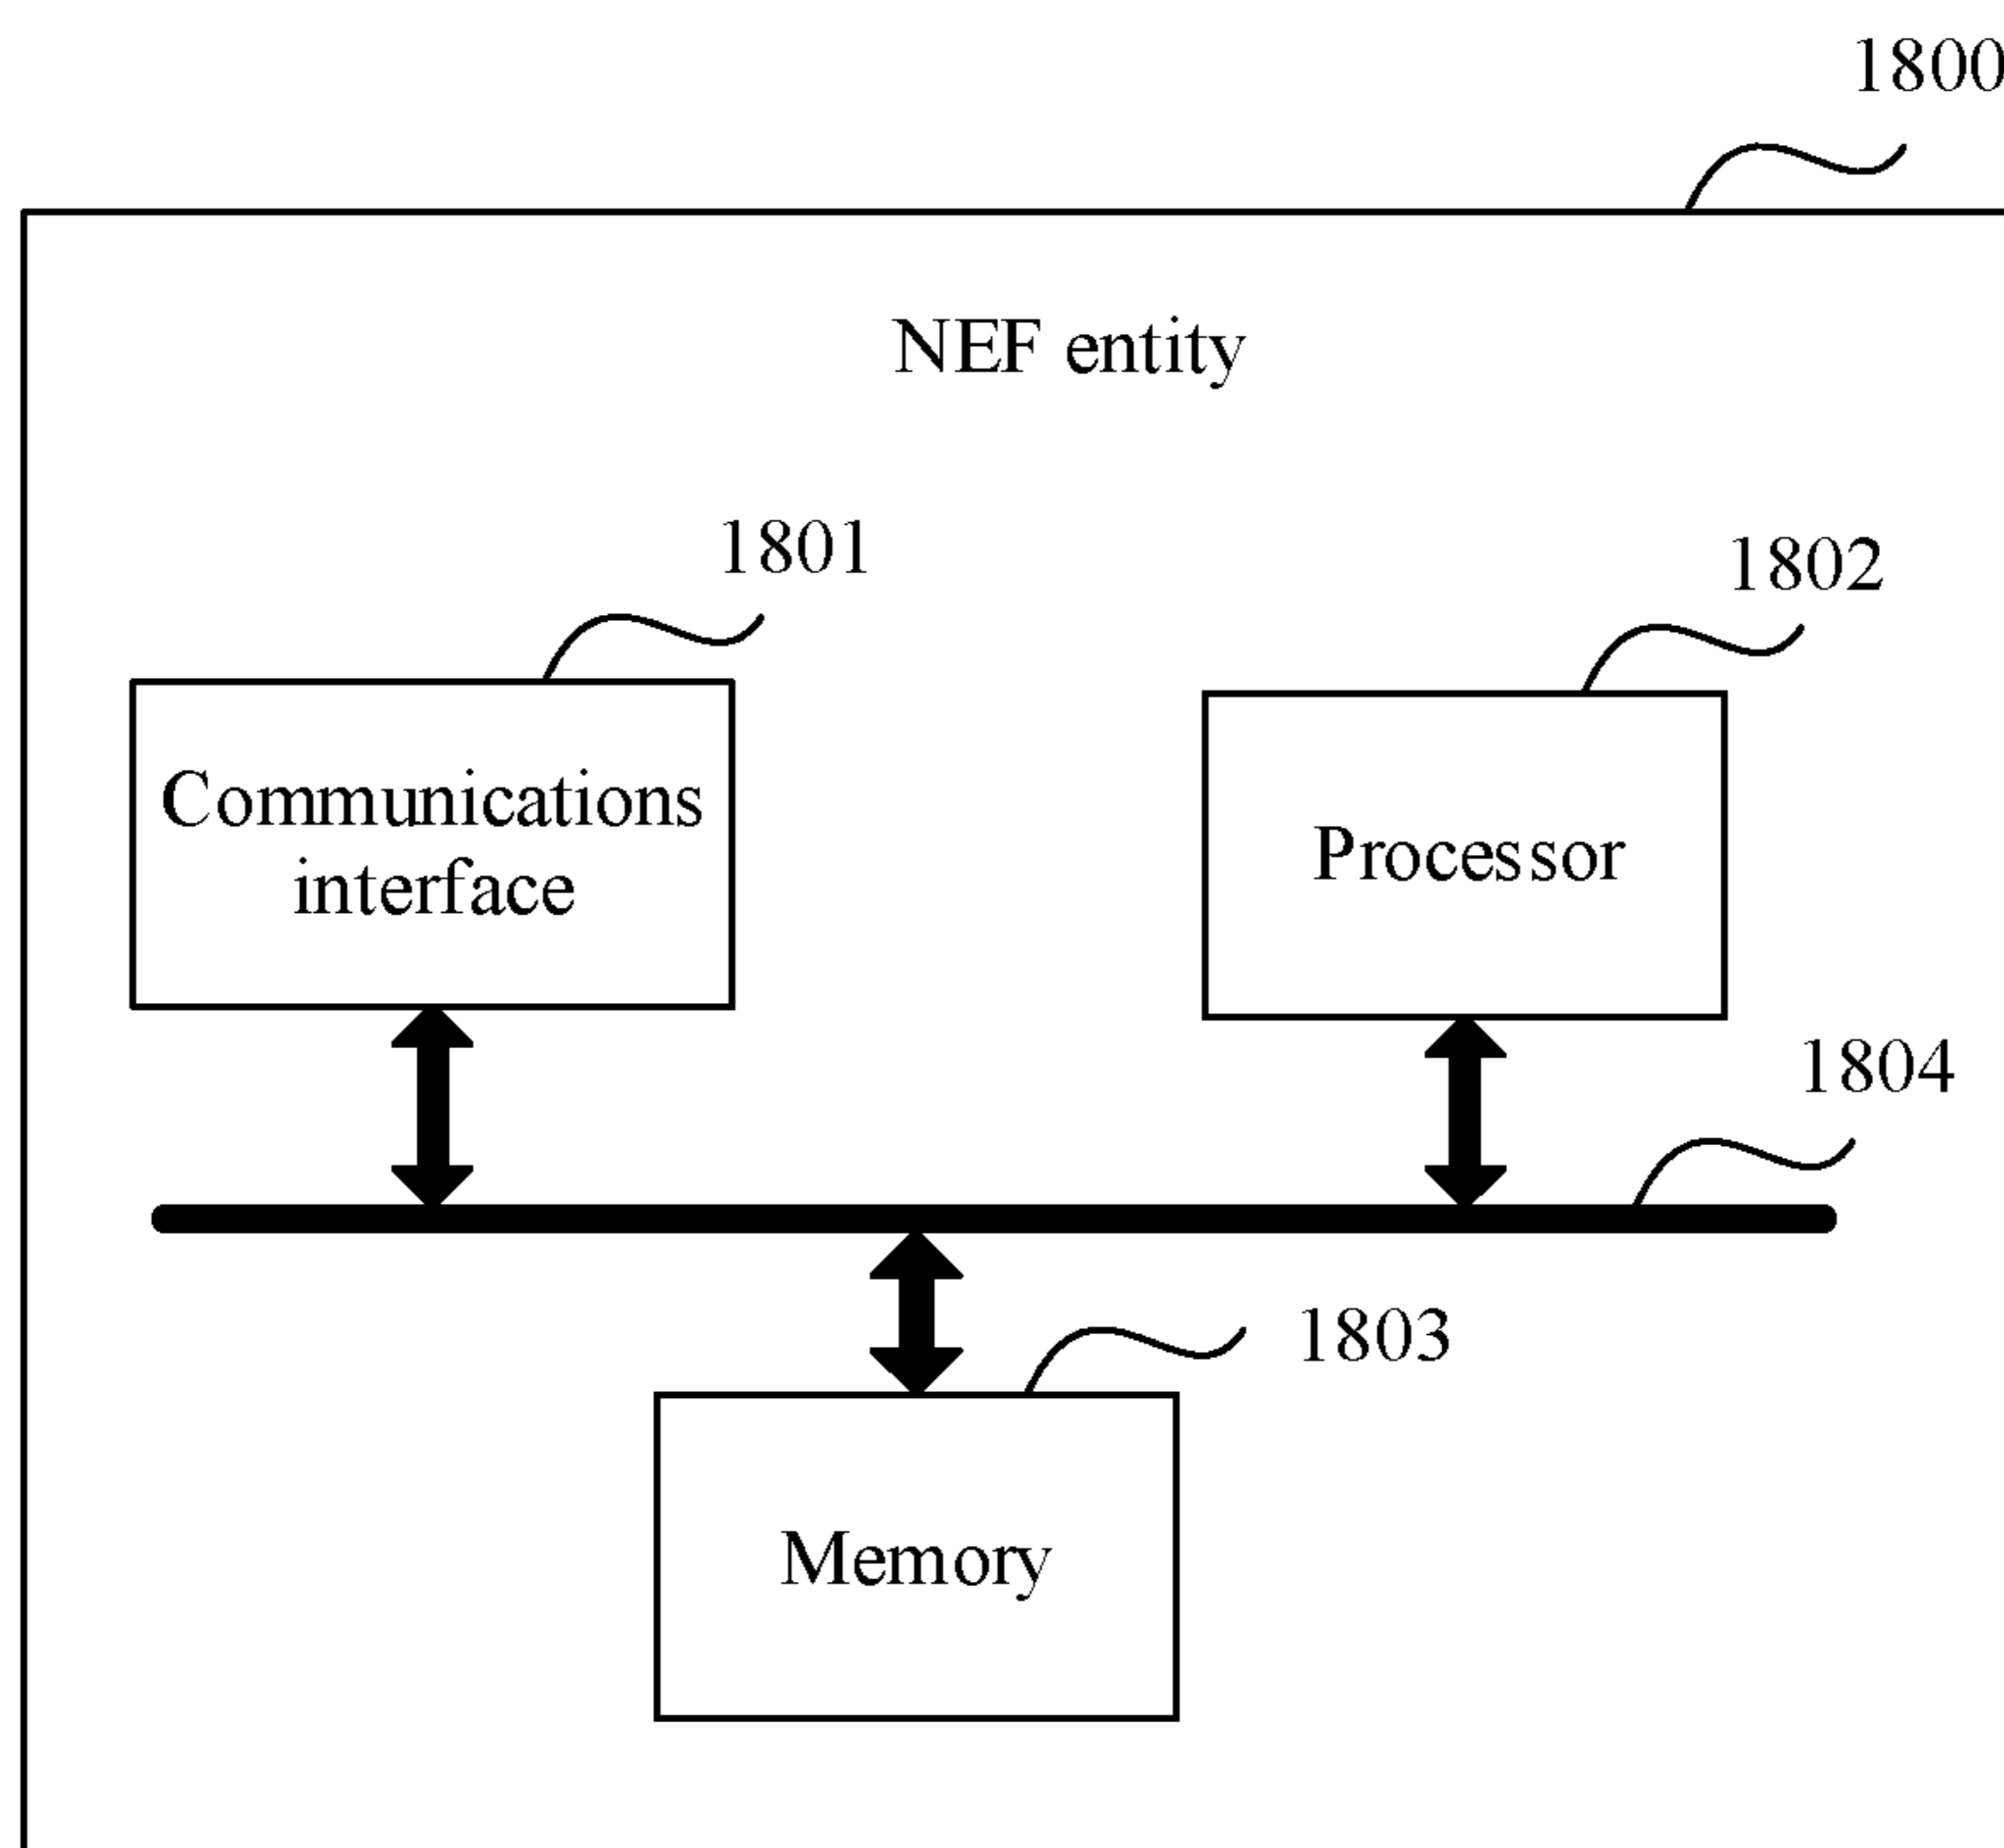 1800
NEF entity
1801
1802
Communications
interface
Processor
1804
1803
Memory